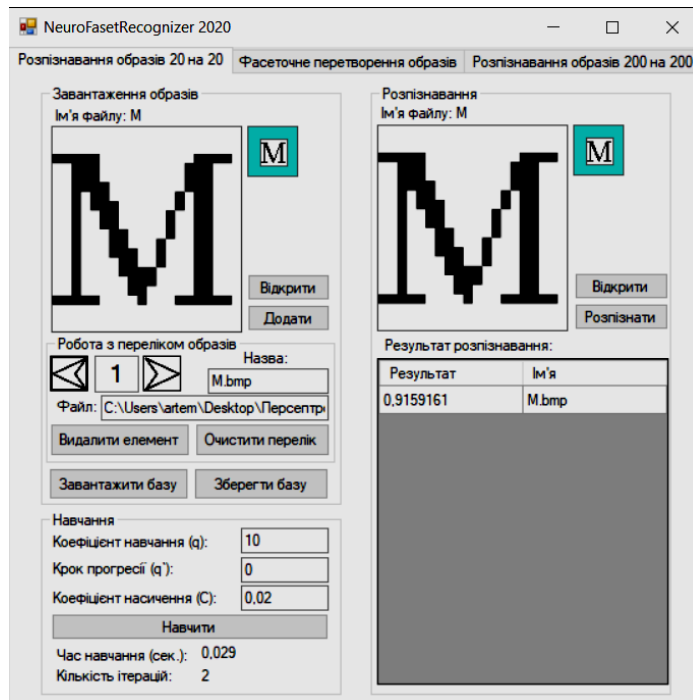 NeuroFasetRecognizer 2020
Розпізнавання образів 20 на 20
Фасеточне перетворення образів
Розпізнавання образів 200 на 200
Завантаження образів
Ім'я файлу: M
M
M
Відкрити
Додати
Робота з переліком образів
1
Назва:
M.bmp
Файл: C:\Users\artem\Desktop\Персептр
Видалити елемент
Очистити перелік
Завантажити базу
Зберегти базу
Навчання
Коефіцієнт навчання (q): 10
Крок прогресії (q`): 0
Коефіцієнт насичення (C): 0,02
Навчити
Час навчання (сек.): 0,029
Кількість ітерацій: 2
Розпізнавання
Ім'я файлу: M
M
M
Відкрити
Розпізнати
Результат розпізнавання:
Результат Ім'я
0,9159161 M.bmp